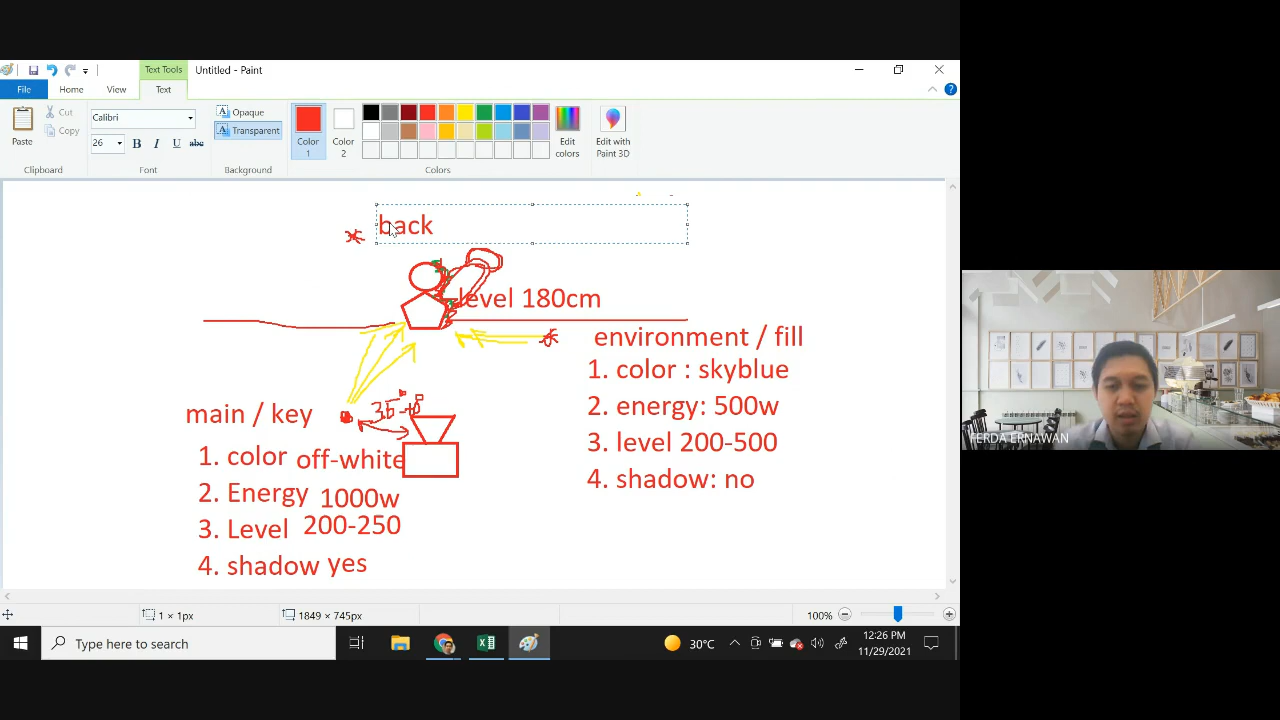 Text Tools
Untitled - Paint
File
Home
View
Text
Paste
Cut
Copy
Clipboard
Calibri
26
B I U abc
Font
Opaque
Transparent
Background
Color 1
Color 2
Edit colors
Edit with Paint 3D
Colors
back
level 180cm
environment / fill
1. color : skyblue
2. energy: 500w
3. level 200-500
4. shadow: no
main / key
1. color off-white
2. Energy 1000w
3. Level 200-250
4. shadow yes
FERDA ERNAWAN
1 × 1px
1849 × 745px
100%
Type here to search
30°C
12:26 PM
11/29/2021